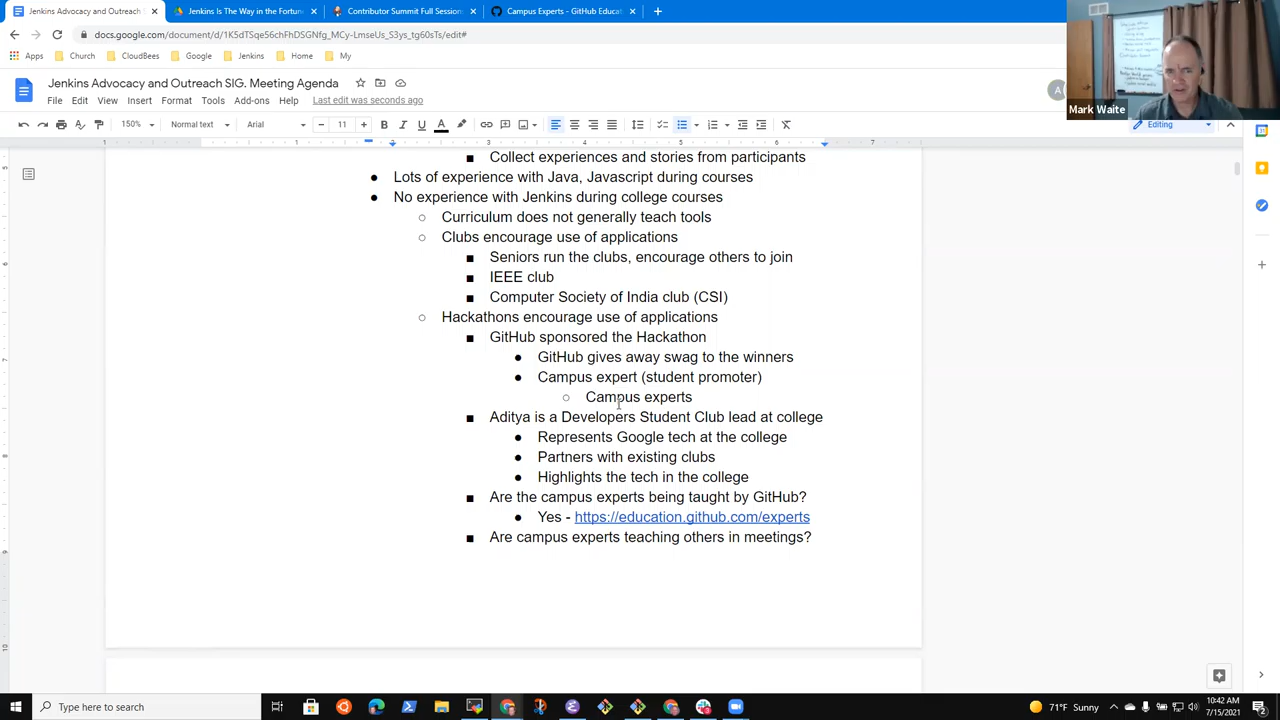 Jenkins Advocacy and Outreach S
Jenkins Is The Way in the Fortun
Contributor Summit Full Session
Campus Experts - GitHub Educat
Apps
Church
CloudBees
Google
Jenkins
Home
My
Jenkins Advocacy and Outreach SIG. Meeting Agenda
File Edit View Insert Format Tools Add-ons Help Last edit was seconds ago
Mark Waite
150% Normal text Arial 11 Editing
Collect experiences and stories from participants
Lots of experience with Java, Javascript during courses
No experience with Jenkins during college courses
Curriculum does not generally teach tools
Clubs encourage use of applications
Seniors run the clubs, encourage others to join
IEEE club
Computer Society of India club (CSI)
Hackathons encourage use of applications
GitHub sponsored the Hackathon
GitHub gives away swag to the winners
Campus expert (student promoter)
Campus experts
Aditya is a Developers Student Club lead at college
Represents Google tech at the college
Partners with existing clubs
Highlights the tech in the college
Are the campus experts being taught by GitHub?
Yes - https://education.github.com/experts
Are campus experts teaching others in meetings?
Type here to search
71°F Sunny
10:42 AM
7/15/2021